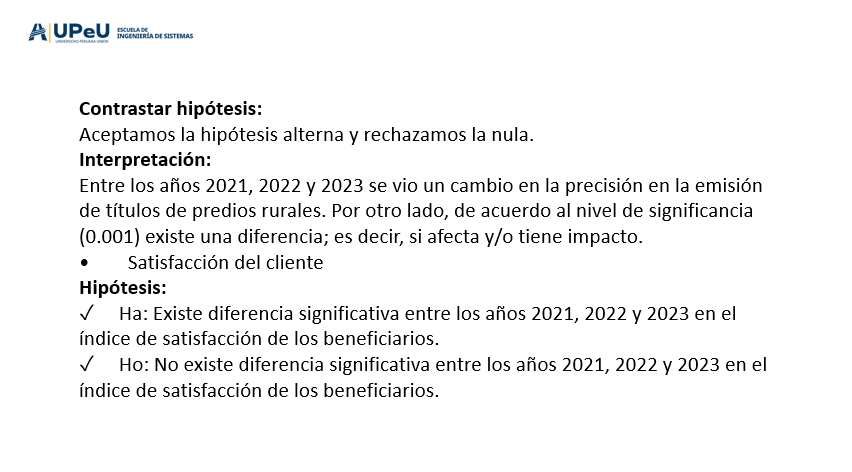 UPeU
UNIVERSIDAD PERUANA UNIÓN
ESCUELA DE
INGENIERÍA DE SISTEMAS
Contrastar hipótesis:
Aceptamos la hipótesis alterna y rechazamos la nula.
Interpretación:
Entre los años 2021, 2022 y 2023 se vio un cambio en la precisión en la emisión
de títulos de predios rurales. Por otro lado, de acuerdo al nivel de significancia
(0.001) existe una diferencia; es decir, si afecta y/o tiene impacto.
• Satisfacción del cliente
Hipótesis:
✓ Ha: Existe diferencia significativa entre los años 2021, 2022 y 2023 en el
índice de satisfacción de los beneficiarios.
✓ Ho: No existe diferencia significativa entre los años 2021, 2022 y 2023 en el
índice de satisfacción de los beneficiarios.